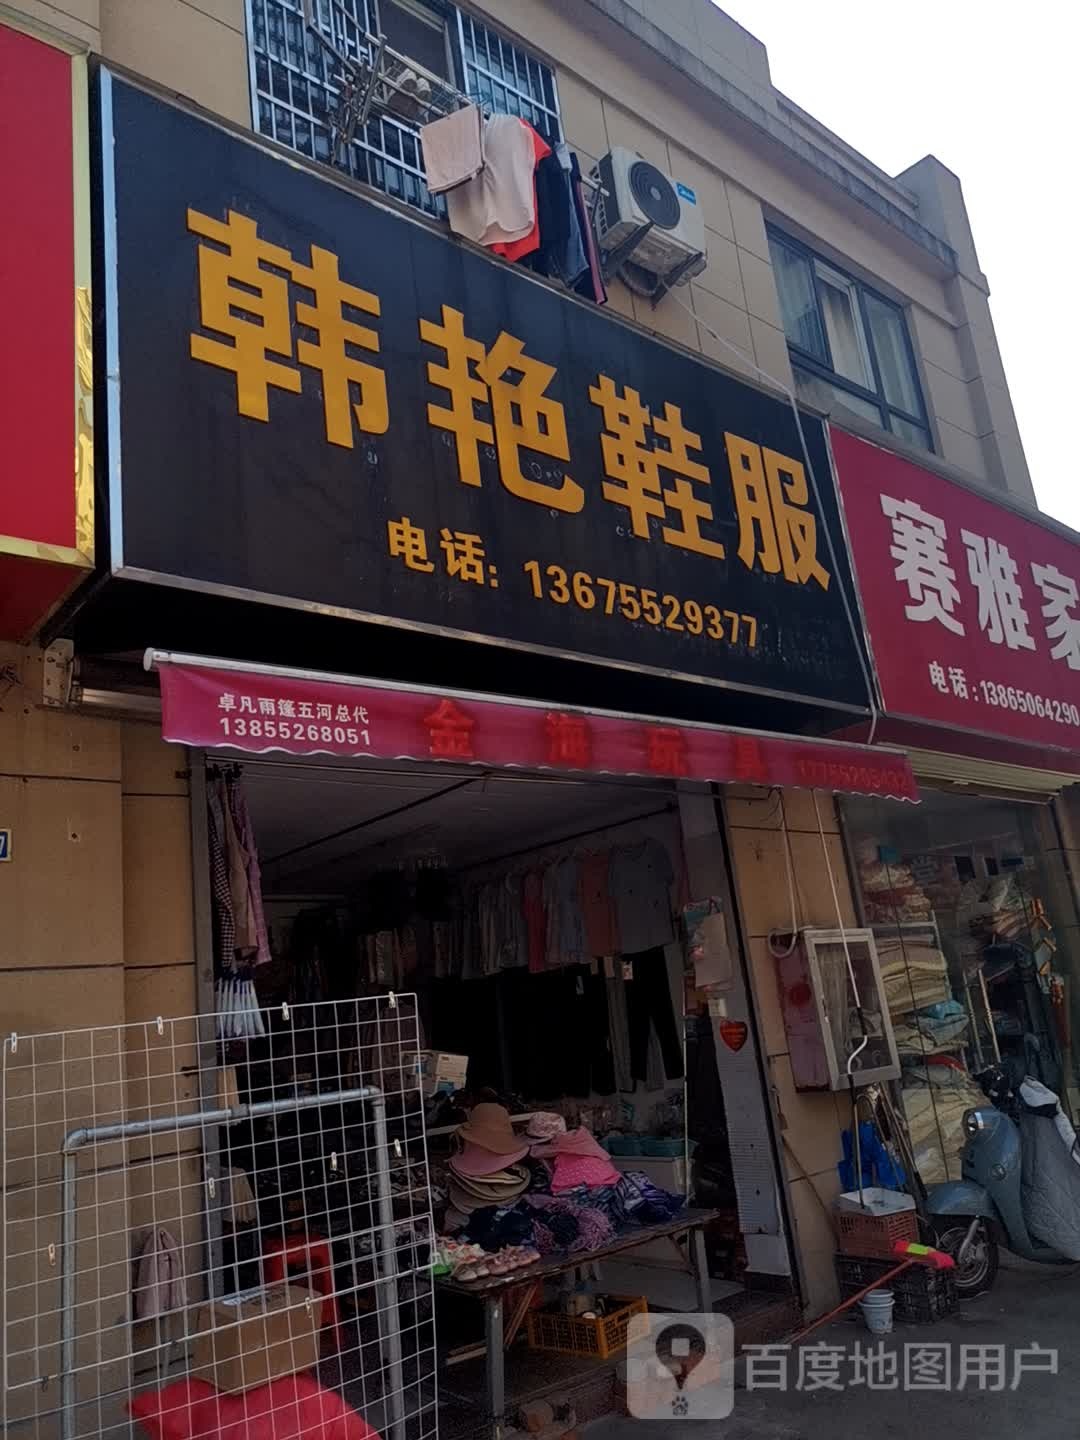 韩艳鞋服
电话：13675529377
赛雅家
电话：13865064290
卓凡雨篷五河总代
13855268051
金海玩具
17755205432
百度地图用户